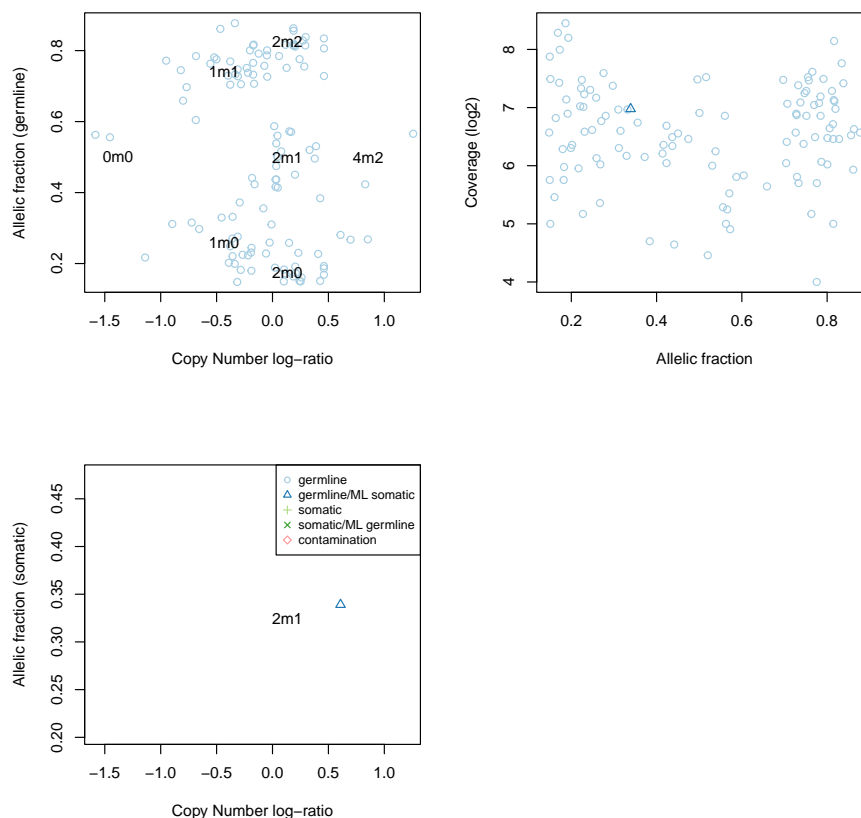 0.8
0.6
0.4
0.2
Allelic fraction (germline)
2m2
1m1
0m0
2m1
4m2
1m0
2m0
−1.5 −1.0 −0.5 0.0 0.5 1.0
Copy Number log−ratio
8
7
6
5
4
Coverage (log2)
0.2 0.4 0.6 0.8
Allelic fraction
0.45
0.40
0.35
0.30
0.25
0.20
Allelic fraction (somatic)
germline
germline/ML somatic
somatic
somatic/ML germline
contamination
2m1
−1.5 −1.0 −0.5 0.0 0.5 1.0
Copy Number log−ratio